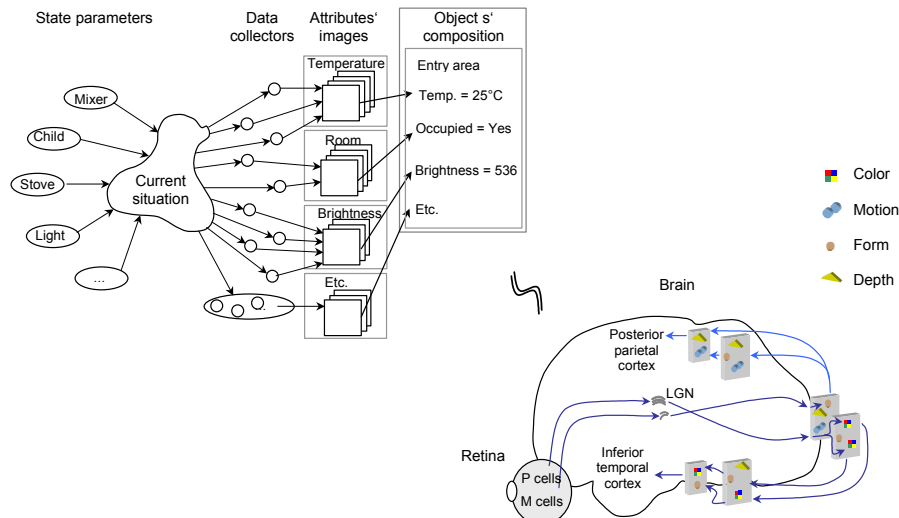 State parameters
Data
collectors
Attributes‘
images
Object s‘
composition
Mixer
Child
Stove
Light
...
Current
situation
...
Temperature
Room
Brightness
Etc.
Entry area
Temp. = 25°C
Occupied = Yes
Brightness = 536
Etc.
Color
Motion
Form
Depth
Brain
Posterior
parietal
cortex
LGN
Retina
P cells
M cells
Inferior
temporal
cortex